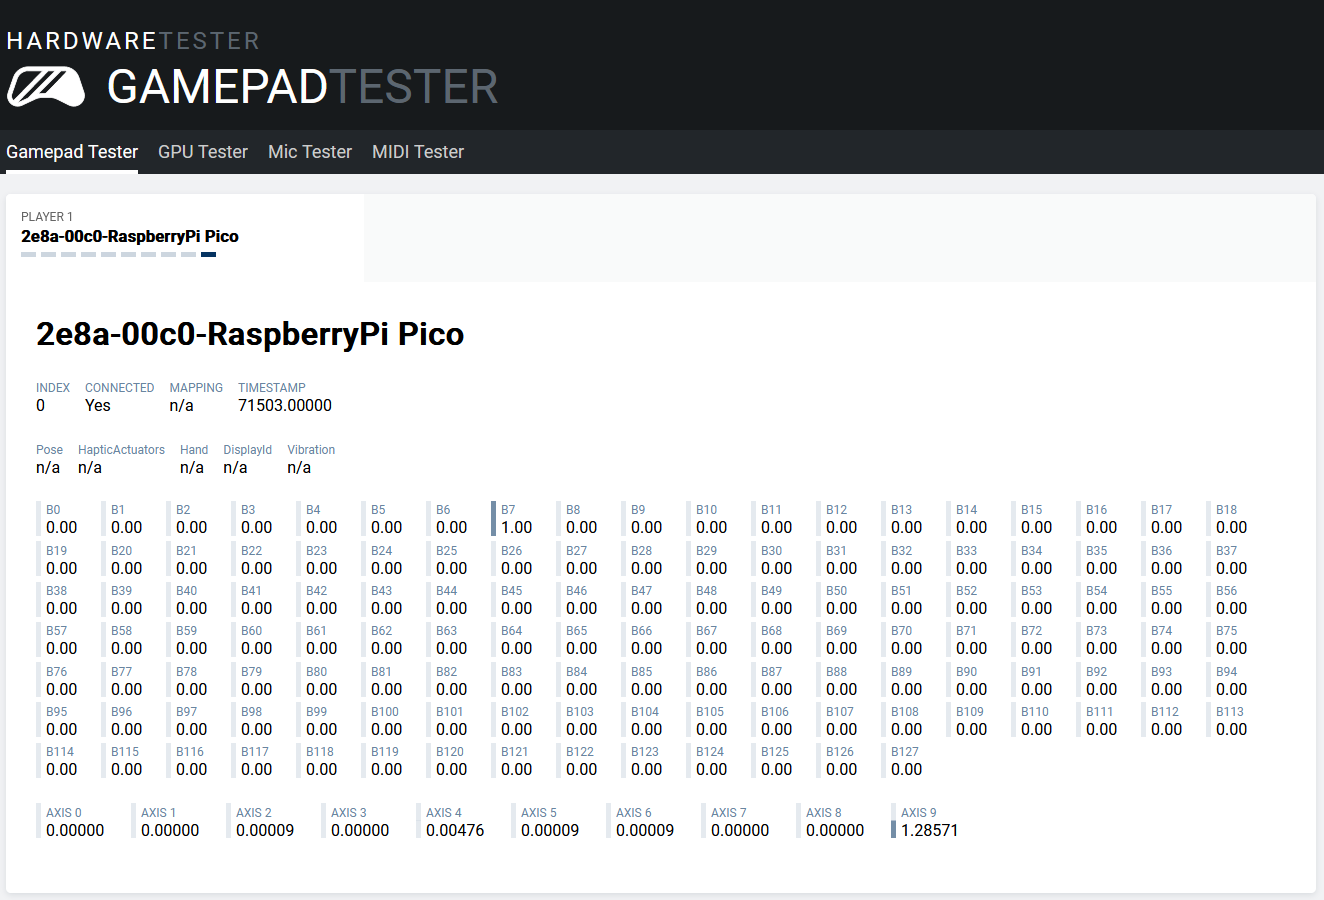 HARDWARETESTER
GAMEPADTESTER
Gamepad Tester GPU Tester Mic Tester MIDI Tester
PLAYER 1
2e8a-00c0-RaspberryPi Pico
2e8a-00c0-RaspberryPi Pico
INDEX CONNECTED MAPPING TIMESTAMP
0 Yes n/a 71503.00000
Pose HapticActuators Hand DisplayId Vibration
n/a n/a n/a n/a n/a
B0 B1 B2 B3 B4 B5 B6 B7 B8 B9 B10 B11 B12 B13 B14 B15 B16 B17 B18
0.00 0.00 0.00 0.00 0.00 0.00 0.00 1.00 0.00 0.00 0.00 0.00 0.00 0.00 0.00 0.00 0.00 0.00 0.00
B19 B20 B21 B22 B23 B24 B25 B26 B27 B28 B29 B30 B31 B32 B33 B34 B35 B36 B37
0.00 0.00 0.00 0.00 0.00 0.00 0.00 0.00 0.00 0.00 0.00 0.00 0.00 0.00 0.00 0.00 0.00 0.00 0.00
B38 B39 B40 B41 B42 B43 B44 B45 B46 B47 B48 B49 B50 B51 B52 B53 B54 B55 B56
0.00 0.00 0.00 0.00 0.00 0.00 0.00 0.00 0.00 0.00 0.00 0.00 0.00 0.00 0.00 0.00 0.00 0.00 0.00
B57 B58 B59 B60 B61 B62 B63 B64 B65 B66 B67 B68 B69 B70 B71 B72 B73 B74 B75
0.00 0.00 0.00 0.00 0.00 0.00 0.00 0.00 0.00 0.00 0.00 0.00 0.00 0.00 0.00 0.00 0.00 0.00 0.00
B76 B77 B78 B79 B80 B81 B82 B83 B84 B85 B86 B87 B88 B89 B90 B91 B92 B93 B94
0.00 0.00 0.00 0.00 0.00 0.00 0.00 0.00 0.00 0.00 0.00 0.00 0.00 0.00 0.00 0.00 0.00 0.00 0.00
B95 B96 B97 B98 B99 B100 B101 B102 B103 B104 B105 B106 B107 B108 B109 B110 B111 B112 B113
0.00 0.00 0.00 0.00 0.00 0.00 0.00 0.00 0.00 0.00 0.00 0.00 0.00 0.00 0.00 0.00 0.00 0.00 0.00
B114 B115 B116 B117 B118 B119 B120 B121 B122 B123 B124 B125 B126 B127
0.00 0.00 0.00 0.00 0.00 0.00 0.00 0.00 0.00 0.00 0.00 0.00 0.00 0.00
AXIS 0 AXIS 1 AXIS 2 AXIS 3 AXIS 4 AXIS 5 AXIS 6 AXIS 7 AXIS 8 AXIS 9
0.00000 0.00000 0.00009 0.00000 0.00476 0.00009 0.00009 0.00000 0.00000 1.28571